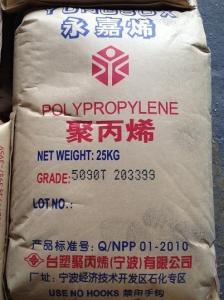 YUNGSOX
永嘉烯
POLYPROPYLENE
聚丙烯
NET WEIGHT: 25KG
GRADE: 5090T 203399
LOT NO.:
产品标准号: Q/NPP 01-2010
台塑聚丙烯(宁波)有限公司
厂址: 宁波经济技术开发区石化专区
USE NO HOOKS 禁用手钩